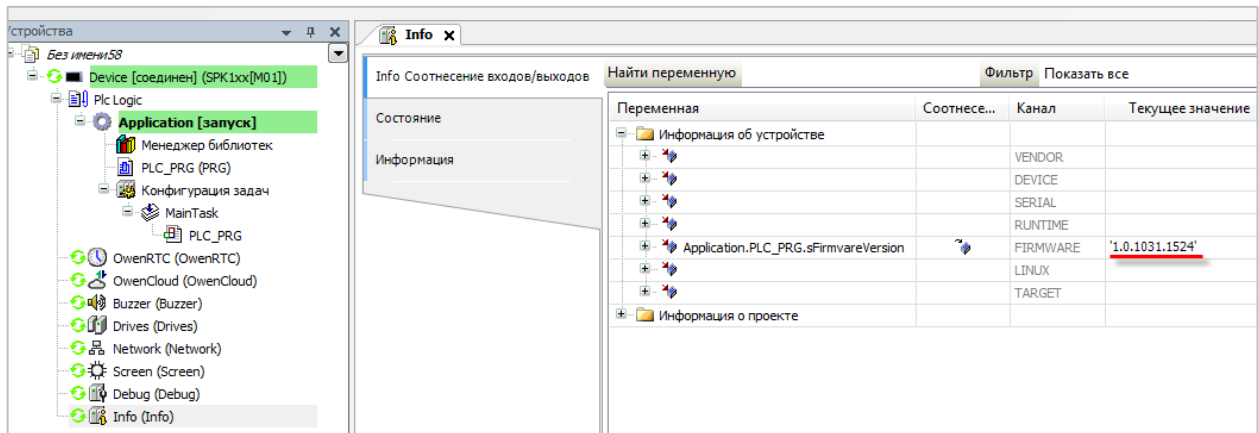 стройства
Без имени58
Device [соединен] (SPK1xx[M01])
Plc Logic
Application [запуск]
Менеджер библиотек
PLC_PRG (PRG)
Конфигурация задач
MainTask
PLC_PRG
OwenRTC (OwenRTC)
OwenCloud (OwenCloud)
Buzzer (Buzzer)
Drives (Drives)
Network (Network)
Screen (Screen)
Debug (Debug)
Info (Info)
Info
Info Соотнесение входов/выходов
Состояние
Информация
Найти переменную Фильтр Показать все
Переменная Соотнесе... Канал Текущее значение
Информация об устройстве
VENDOR
DEVICE
SERIAL
RUNTIME
Application.PLC_PRG.sFirmvareVersion FIRMWARE '1.0.1031.1524'
LINUX
TARGET
Информация о проекте